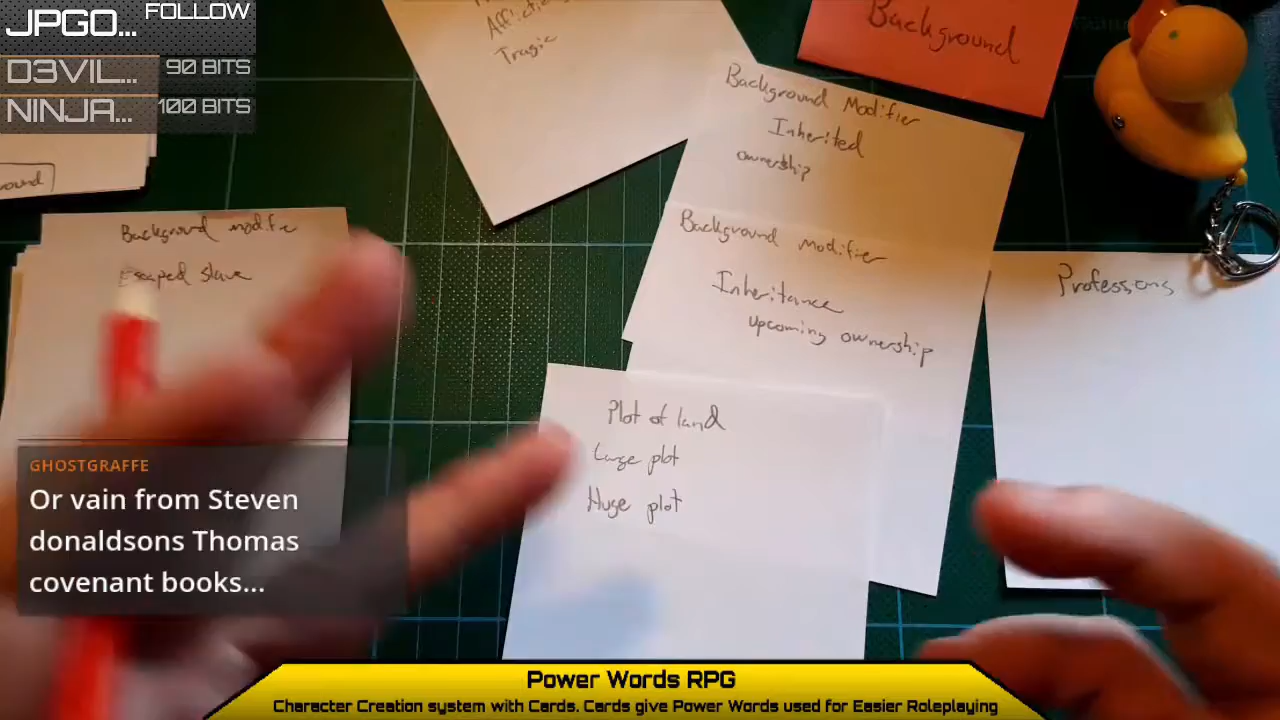 JPGO... FOLLOW
D3VIL... 90 BITS
NINJA... 100 BITS
Tragic
Background
Background Modifier
Inherited
ownership
Background modifier
Inheritance
upcoming ownership
Background modifie
Escaped slave
Professons
Plot of land
Large plot
Huge plot
GHOSTGRAFFE
Or vain from Steven
donaldsons Thomas
covenant books...
Power Words RPG
Character Creation system with Cards. Cards give Power Words used for Easier Roleplaying